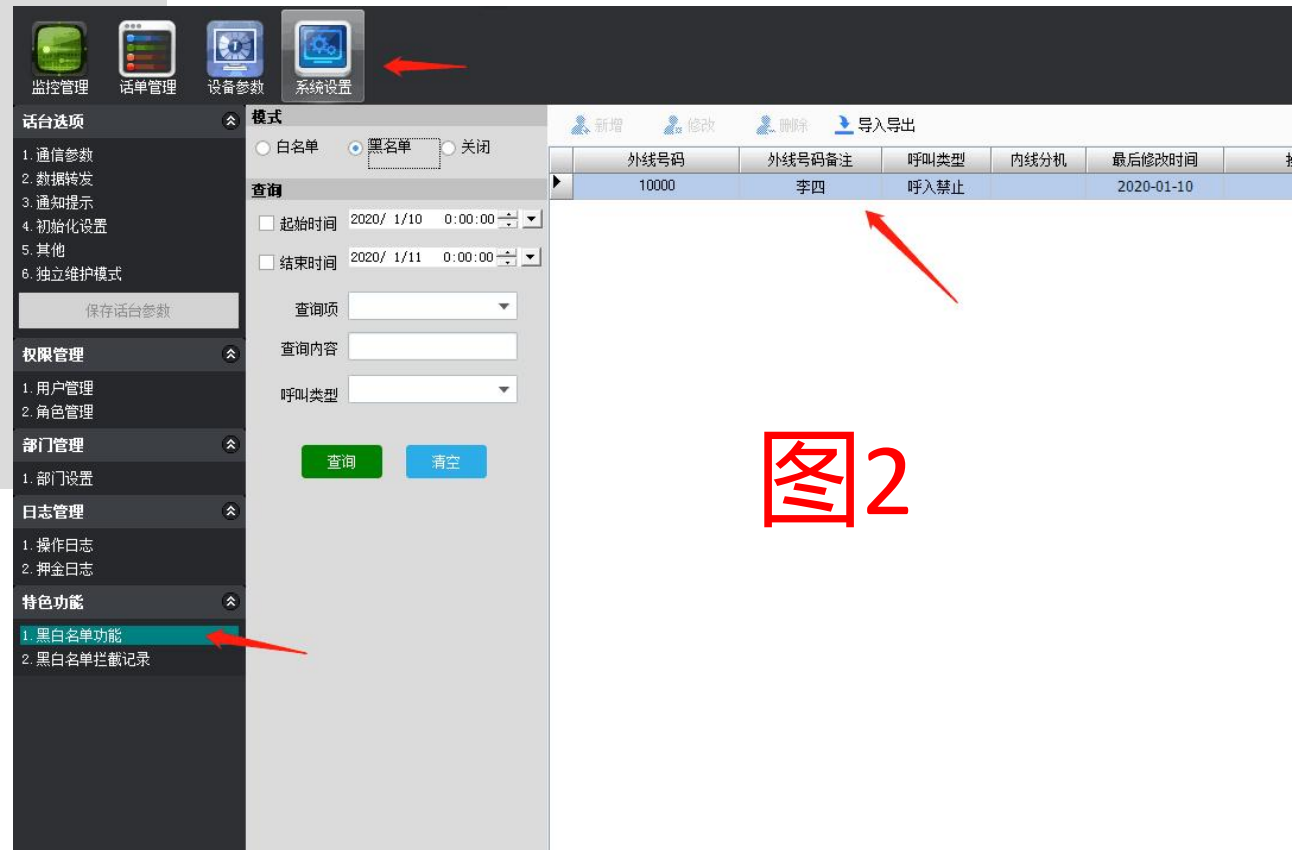 监控管理 话单管理 设备参数 系统设置
话台选项
1.通信参数
2.数据转发
3.通知提示
4.初始化设置
5.其他
6.独立维护模式
保存话台参数
权限管理
1.用户管理
2.角色管理
部门管理
1.部门设置
日志管理
1.操作日志
2.押金日志
特色功能
1.黑白名单功能
2.黑白名单拦截记录
模式
白名单 黑名单 关闭
查询
起始时间 2020/ 1/10 0:00:00
结束时间 2020/ 1/11 0:00:00
查询项
查询内容
呼叫类型
查询 清空
新增 修改 删除 导入导出
外线号码 外线号码备注 呼叫类型 内线分机 最后修改时间
10000 李四 呼入禁止 2020-01-10
图2